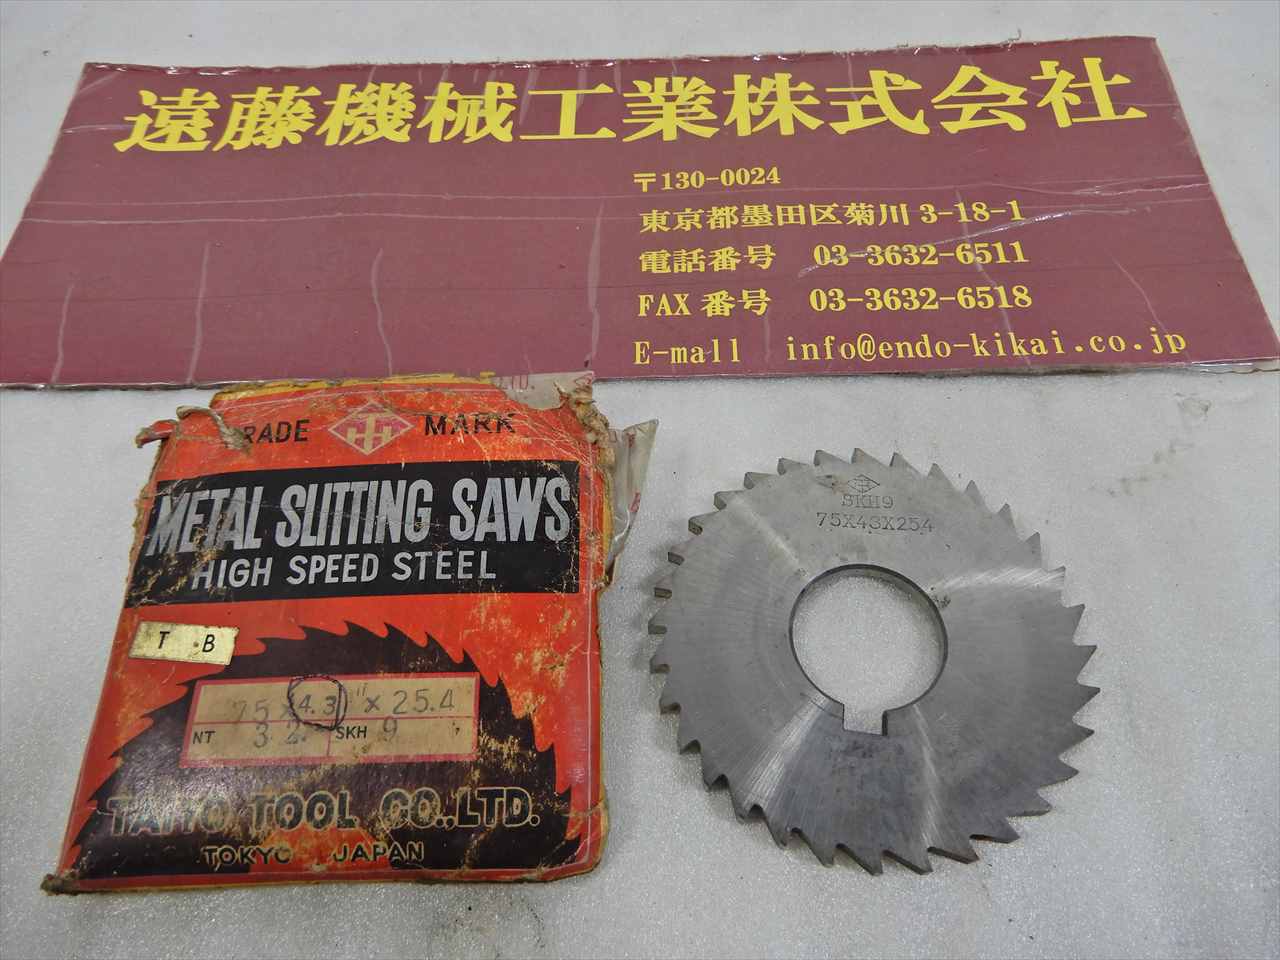 遠藤機械工業株式会社
〒130-0024
東京都墨田区菊川 3-18-1
電話番号 03-3632-6511
FAX 番号 03-3632-6518
E-mall info@endo-kikai.co.jp
LTD.
RADE MARK
METAL SLITTING SAWS
HIGH SPEED STEEL
T . B
75 × 4.3 " × 25.4
NT 32 SKH 9
TAIYO TOOL CO., LTD.
TOKYO JAPAN
SKH9
75X43X254